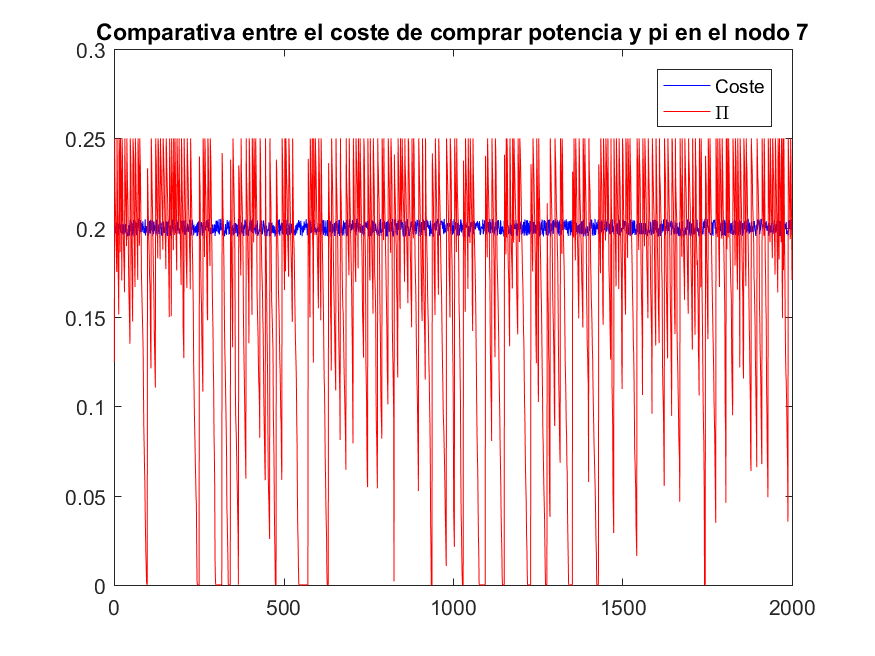 Comparativa entre el coste de comprar potencia y pi en el nodo 7
0.3
Coste
Π
0.25
0.2
0.15
0.1
0.05
0
0 500 1000 1500 2000